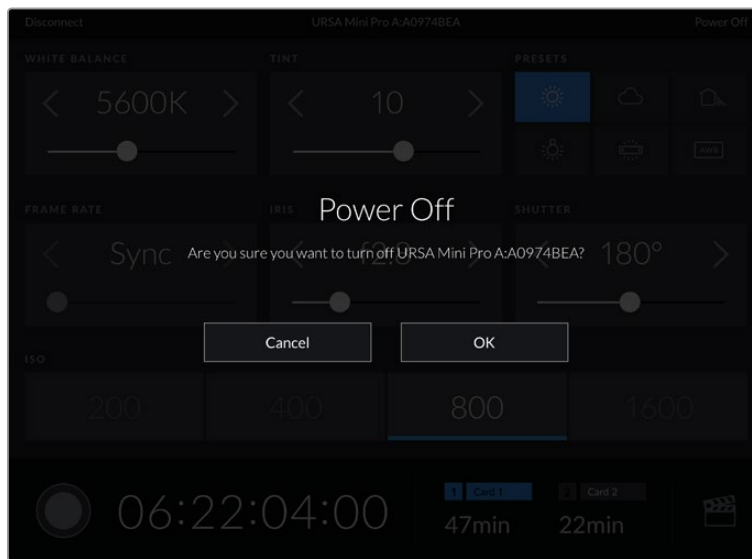 Disconnect
URSA Mini Pro A:A0974BEA
Power Off
WHITE BALANCE
TINT
PRESETS
5600K
10
AWB
FRAME RATE
IRIS
SHUTTER
Power Off
Sync
f2.8
180°
Are you sure you want to turn off URSA Mini Pro A:A0974BEA?
Cancel
OK
ISO
200
400
800
1600
06:22:04:00
1 Card 1
2 Card 2
47min
22min